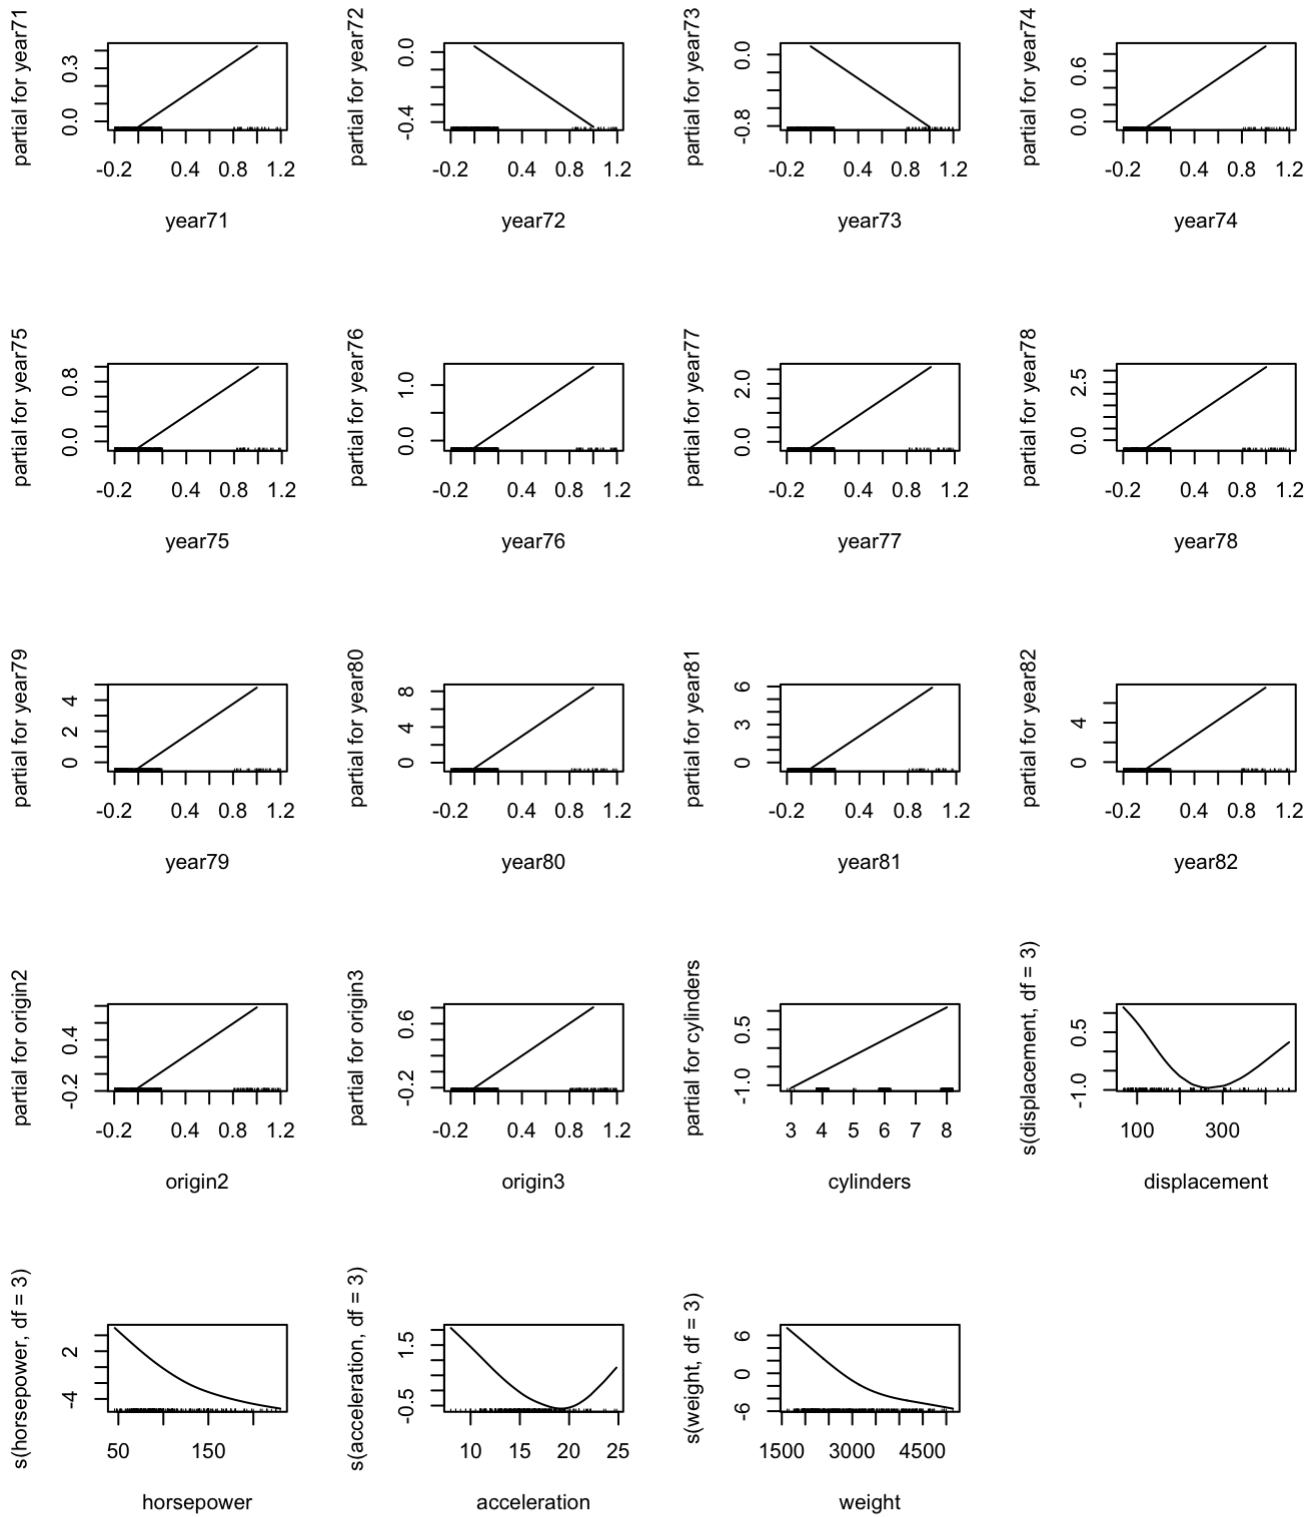 partial for year71
0.0 0.3
-0.2 0.4 0.8 1.2
year71
partial for year72
-0.4 0.0
-0.2 0.4 0.8 1.2
year72
partial for year73
-0.8 0.0
-0.2 0.4 0.8 1.2
year73
partial for year74
0.0 0.6
-0.2 0.4 0.8 1.2
year74
partial for year75
0.0 0.8
-0.2 0.4 0.8 1.2
year75
partial for year76
0.0 1.0
-0.2 0.4 0.8 1.2
year76
partial for year77
0.0 2.0
-0.2 0.4 0.8 1.2
year77
partial for year78
0.0 2.5
-0.2 0.4 0.8 1.2
year78
partial for year79
0 2 4
-0.2 0.4 0.8 1.2
year79
partial for year80
0 4 8
-0.2 0.4 0.8 1.2
year80
partial for year81
0 3 6
-0.2 0.4 0.8 1.2
year81
partial for year82
0 4
-0.2 0.4 0.8 1.2
year82
partial for origin2
-0.2 0.4
-0.2 0.4 0.8 1.2
origin2
partial for origin3
-0.2 0.6
-0.2 0.4 0.8 1.2
origin3
partial for cylinders
-1.0 0.5
3 4 5 6 7 8
cylinders
s(displacement, df = 3)
-1.0 0.5
100 300
displacement
s(horsepower, df = 3)
-4 2
50 150
horsepower
s(acceleration, df = 3)
-0.5 1.5
10 15 20 25
acceleration
s(weight, df = 3)
-6 0 6
1500 3000 4500
weight